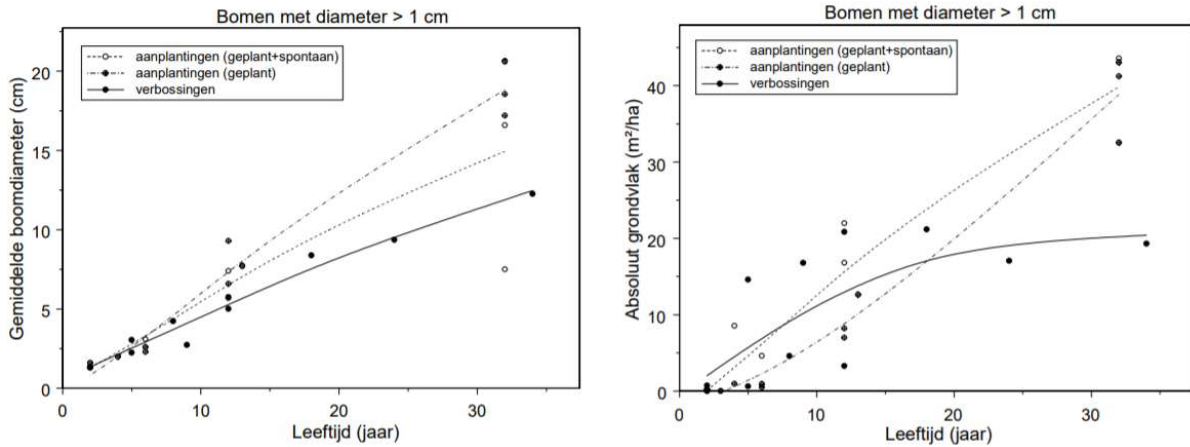 Bomen met diameter > 1 cm
aanplantingen (geplant+spontaan)
aanplantingen (geplant)
verbossingen
Gemiddelde boomdiameter (cm)
20
15
10
5
0
0
10
20
30
Leeftijd (jaar)
Bomen met diameter > 1 cm
aanplantingen (geplant+spontaan)
aanplantingen (geplant)
verbossingen
Absoluut grondvlak (m²/ha)
40
30
20
10
0
0
10
20
30
Leeftijd (jaar)